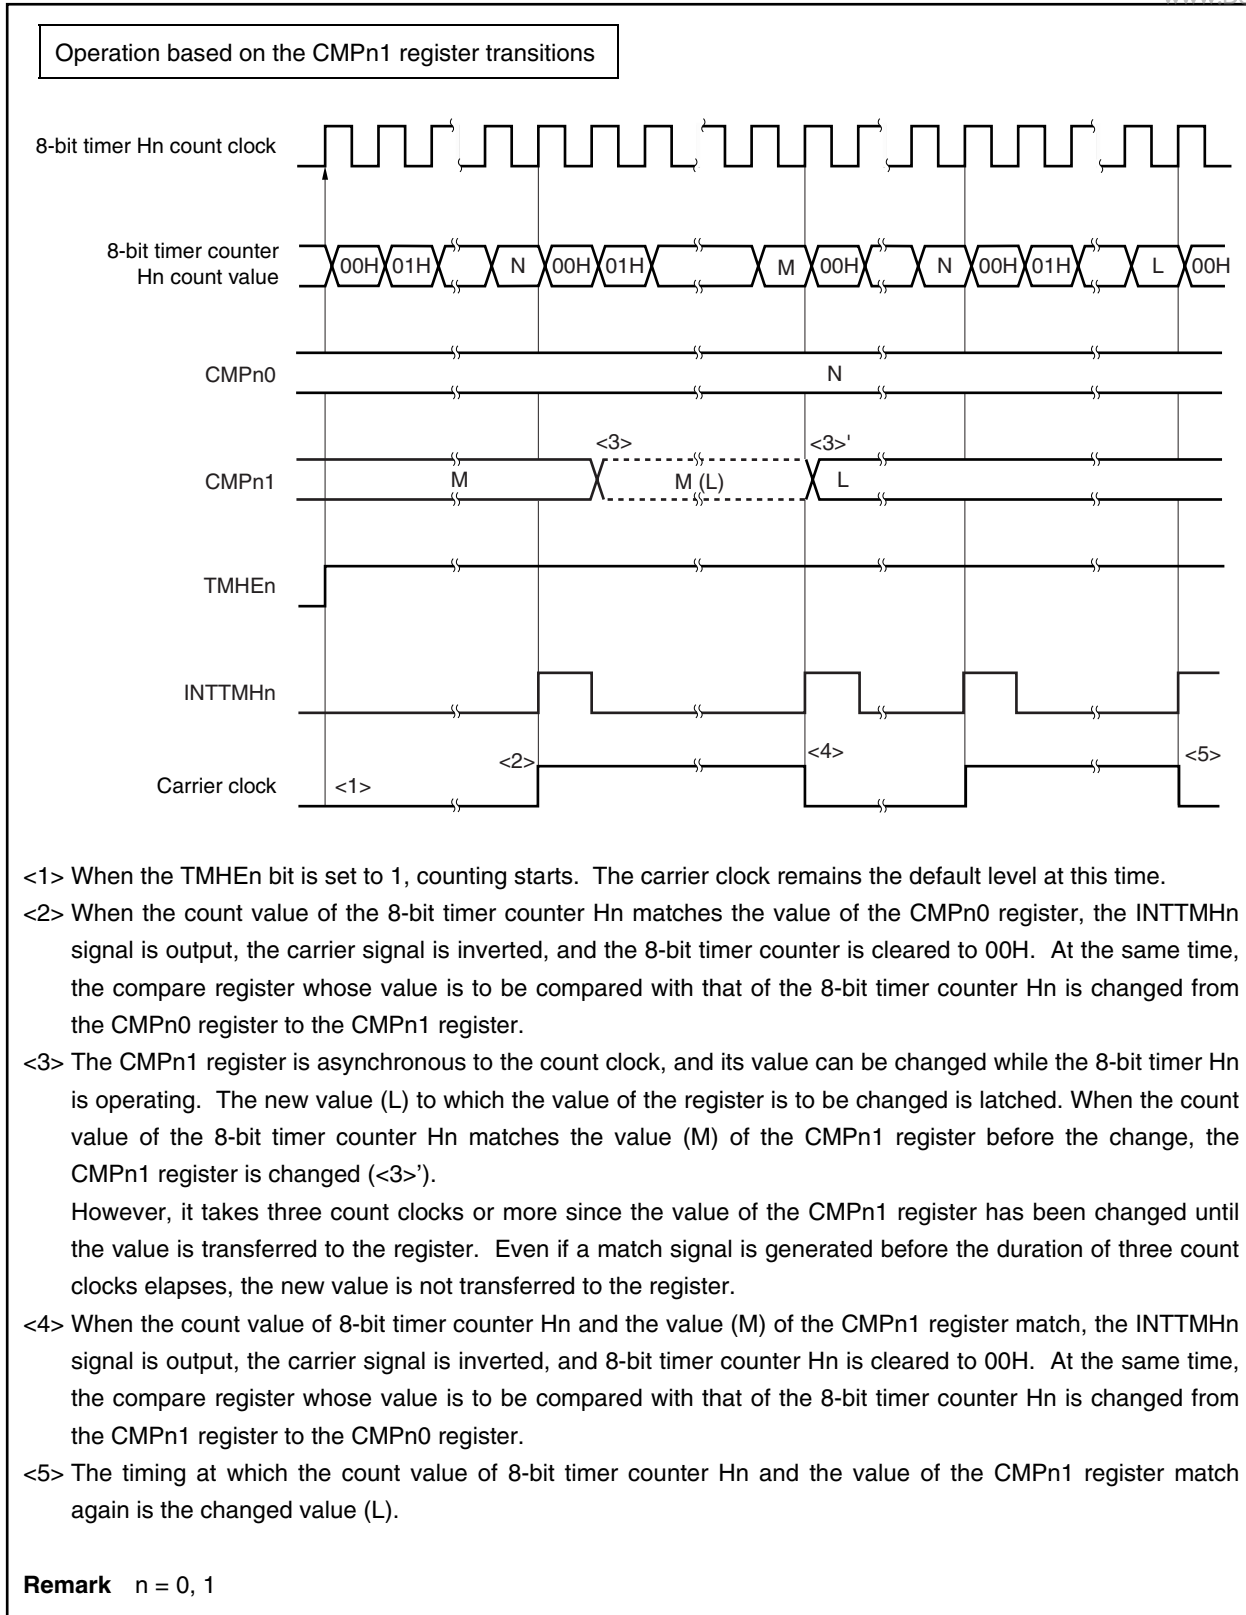 Operation based on the CMPn1 register transitions
8-bit timer Hn count clock
8-bit timer counter
Hn count value
00H 01H N 00H 01H M 00H N 00H 01H L 00H
CMPn0
N
<3> <3>'
CMPn1
M M (L) L
TMHEn
INTTMHn
<2> <4> <5>
Carrier clock
<1>
<1> When the TMHEn bit is set to 1, counting starts. The carrier clock remains the default level at this time.
<2> When the count value of the 8-bit timer counter Hn matches the value of the CMPn0 register, the INTTMHn
signal is output, the carrier signal is inverted, and the 8-bit timer counter is cleared to 00H. At the same time,
the compare register whose value is to be compared with that of the 8-bit timer counter Hn is changed from
the CMPn0 register to the CMPn1 register.
<3> The CMPn1 register is asynchronous to the count clock, and its value can be changed while the 8-bit timer Hn
is operating. The new value (L) to which the value of the register is to be changed is latched. When the count
value of the 8-bit timer counter Hn matches the value (M) of the CMPn1 register before the change, the
CMPn1 register is changed (<3>’).
However, it takes three count clocks or more since the value of the CMPn1 register has been changed until
the value is transferred to the register. Even if a match signal is generated before the duration of three count
clocks elapses, the new value is not transferred to the register.
<4> When the count value of 8-bit timer counter Hn and the value (M) of the CMPn1 register match, the INTTMHn
signal is output, the carrier signal is inverted, and 8-bit timer counter Hn is cleared to 00H. At the same time,
the compare register whose value is to be compared with that of the 8-bit timer counter Hn is changed from
the CMPn1 register to the CMPn0 register.
<5> The timing at which the count value of 8-bit timer counter Hn and the value of the CMPn1 register match
again is the changed value (L).
Remark n = 0, 1